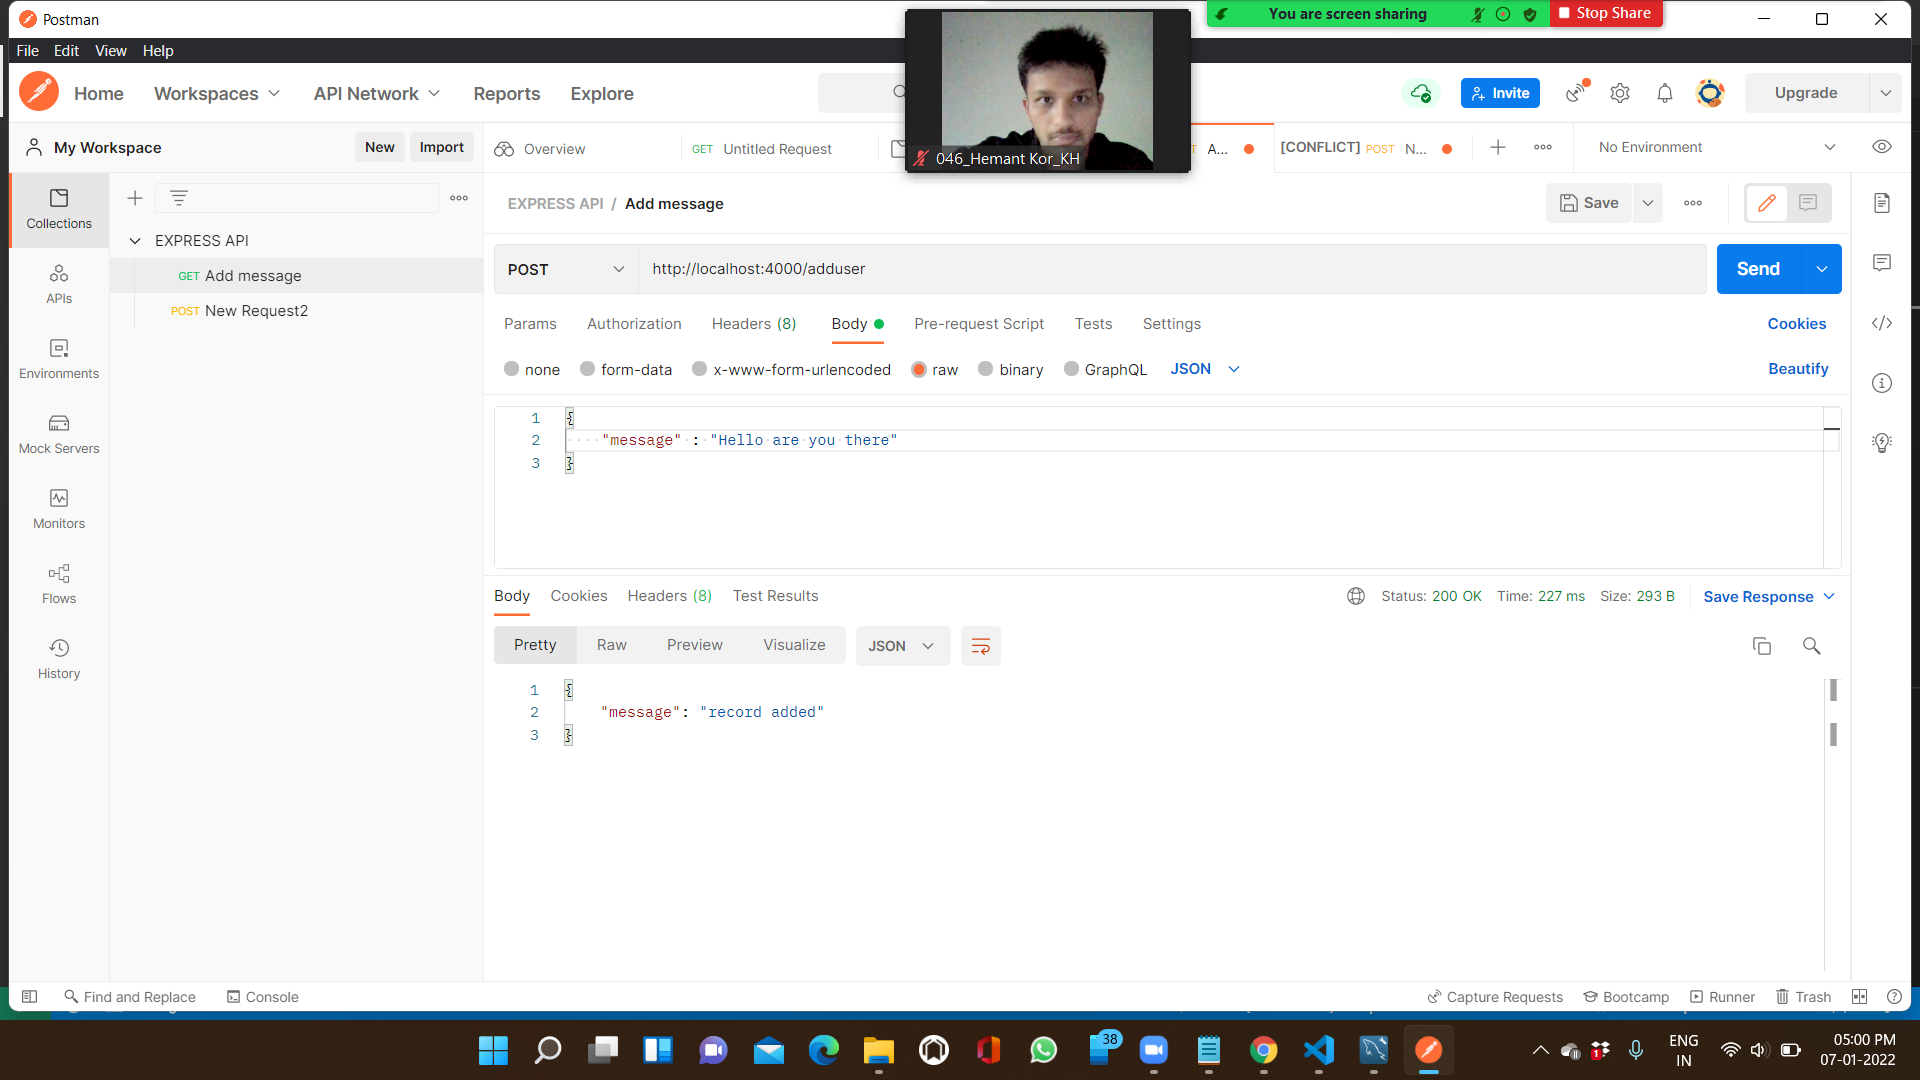 Postman
You are screen sharing
Stop Share
File Edit View Help
Home Workspaces API Network Reports Explore
Invite
Upgrade
046_Hemant Kor_KH
My Workspace
New
Import
Overview
GET Untitled Request
A...
[CONFLICT] POST N...
No Environment
Collections
APIs
Environments
Mock Servers
Monitors
Flows
History
EXPRESS API
GET Add message
POST New Request2
EXPRESS API / Add message
Save
POST
http://localhost:4000/adduser
Send
Params Authorization Headers (8) Body Pre-request Script Tests Settings
Cookies
none form-data x-www-form-urlencoded raw binary GraphQL JSON
Beautify
1 {
2 "message" : "Hello are you there"
3 }
Body Cookies Headers (8) Test Results
Status: 200 OK Time: 227 ms Size: 293 B Save Response
Pretty Raw Preview Visualize JSON
1 {
2 "message": "record added"
3 }
Find and Replace Console
Capture Requests Bootcamp Runner Trash
38
1
ENG
IN
05:00 PM
07-01-2022